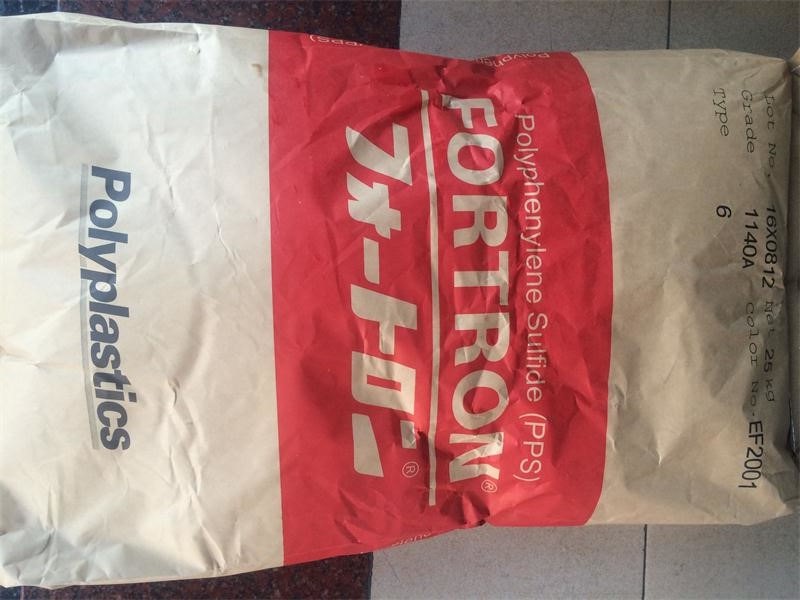 Lot No. 16X0812 Net 25 kg
Grade 1140A Color No. EF2001
Type 6
Polyphenylene Sulfide (PPS)
FORTRON®
フォートロン®
Polyplastics
(PPS)